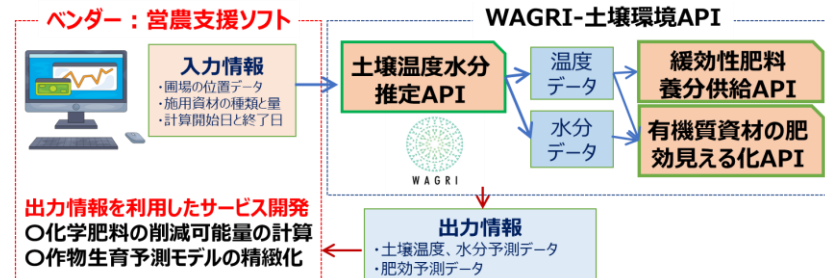 ベンダー：営農支援ソフト
入力情報
・圃場の位置データ
・施用資材の種類と量
・計算開始日と終了日
WAGRI-土壌環境API
土壌温度水分
推定API
温度
データ
水分
データ
緩効性肥料
養分供給API
有機質資材の肥
効見える化API
WAGRI
出力情報を利用したサービス開発
〇化学肥料の削減可能量の計算
〇作物生育予測モデルの精緻化
出力情報
・土壌温度、水分予測データ
・肥効予測データ